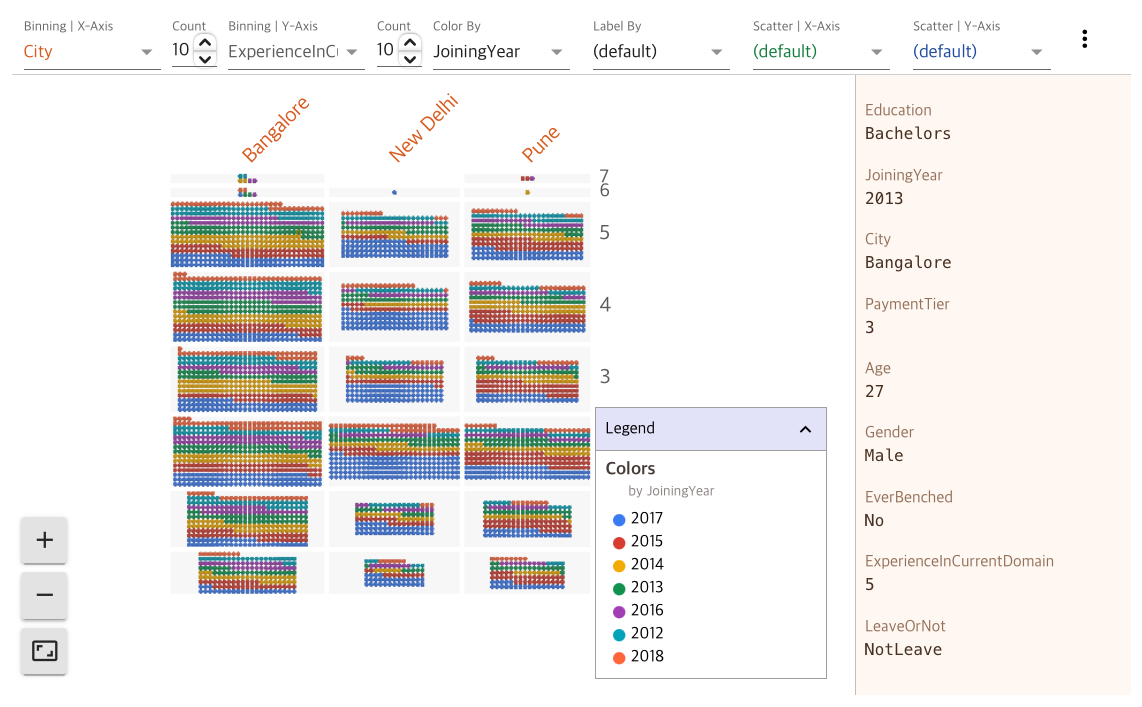 Binning | X-Axis
City
Count
10
Binning | Y-Axis
ExperienceInC
Count
10
Color By
JoiningYear
Label By
(default)
Scatter | X-Axis
(default)
Scatter | Y-Axis
(default)
Bangalore
New Delhi
Pune
7
6
5
4
3
Legend
Colors
by JoiningYear
2017
2015
2014
2013
2016
2012
2018
Education
Bachelors
JoiningYear
2013
City
Bangalore
PaymentTier
3
Age
27
Gender
Male
EverBenched
No
ExperienceInCurrentDomain
5
LeaveOrNot
NotLeave